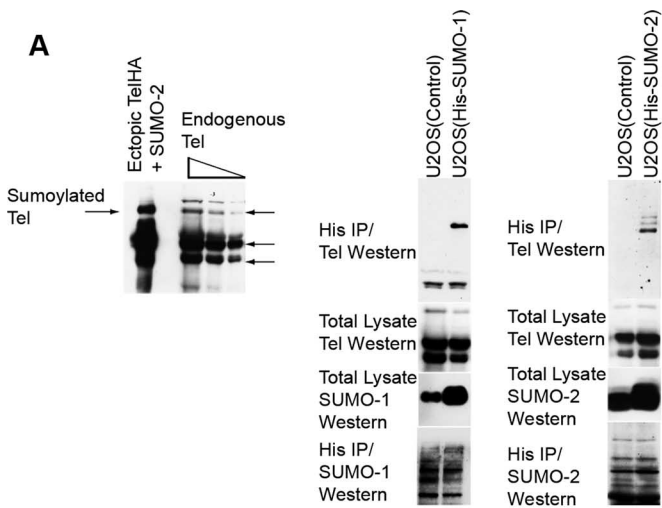 A
Ectopic TelHA
+ SUMO-2
Endogenous
Tel
Sumoylated
Tel
U2OS(Control)
U2OS(His-SUMO-1)
His IP/
Tel Western
Total Lysate
Tel Western
Total Lysate
SUMO-1
Western
His IP/
SUMO-1
Western
U2OS(Control)
U2OS(His-SUMO-2)
His IP/
Tel Western
Total Lysate
Tel Western
Total Lysate
SUMO-2
Western
His IP/
SUMO-2
Western